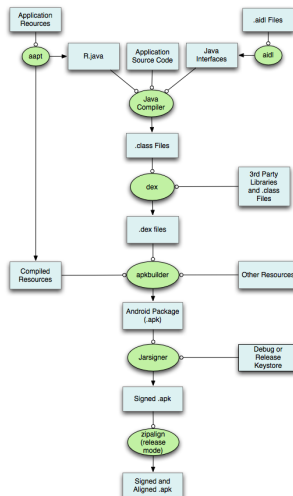 Application
Reources
.aidl Files
aapt
R.java
Application
Source Code
Java
Interfaces
aidl
Java
Compiler
.class Files
dex
3rd Party
Libraries
and .class
Files
.dex files
Compiled
Resources
apkbuilder
Other Resources
Android Package
(.apk)
Jarsigner
Debug or
Release
Keystore
Signed .apk
zipalign
(release
mode)
Signed and
Aligned .apk